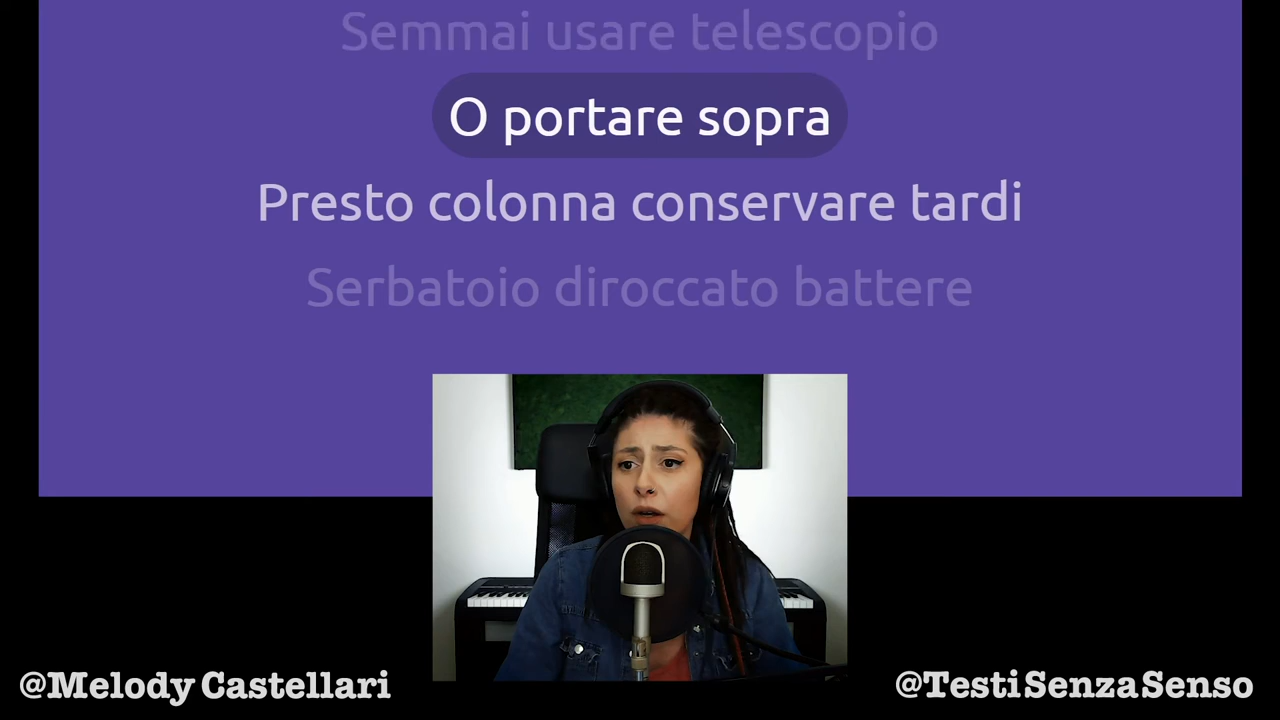 Semmai usare telescopio
O portare sopra
Presto colonna conservare tardi
Serbatoio diroccato battere
@Melody Castellari
@TestiSenzaSenso